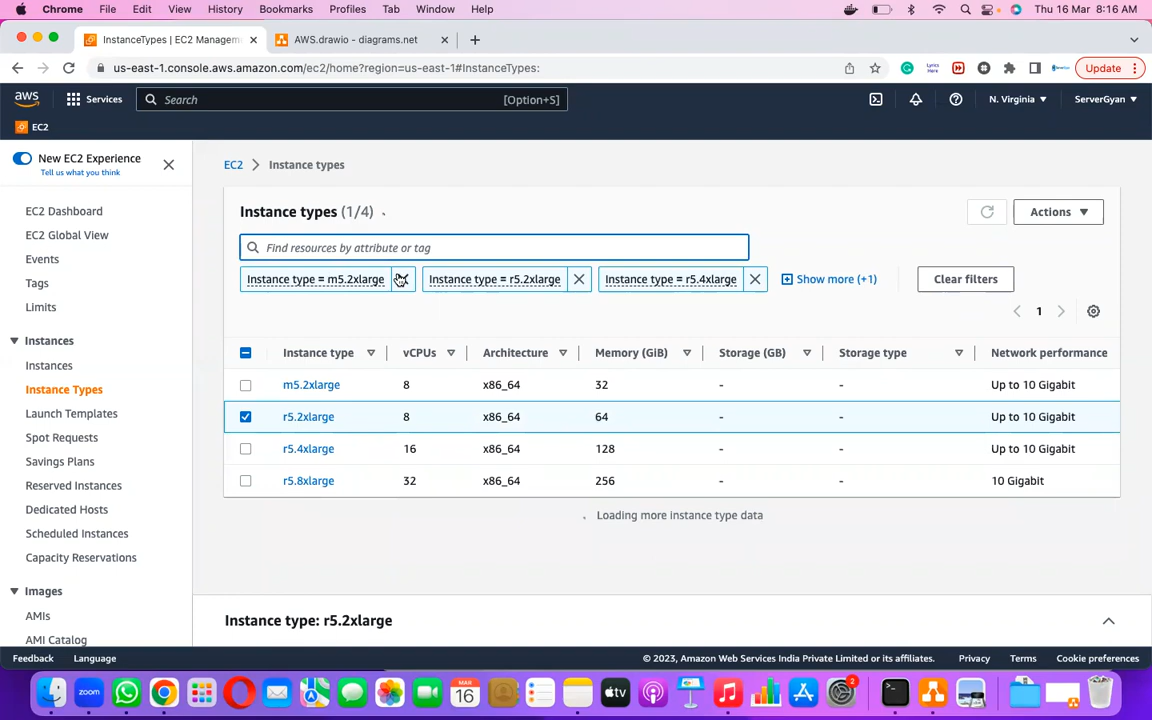 Chrome File Edit View History Bookmarks Profiles Tab Window Help Thu 16 Mar 8:16 AM
InstanceTypes | EC2 Managem AWS.drawio - diagrams.net
us-east-1.console.aws.amazon.com/ec2/home?region=us-east-1#InstanceTypes: Update
aws Services Search [Option+S] N. Virginia ServerGyan
EC2
New EC2 Experience
Tell us what you think
EC2 Dashboard
EC2 Global View
Events
Tags
Limits
Instances
Instances
Instance Types
Launch Templates
Spot Requests
Savings Plans
Reserved Instances
Dedicated Hosts
Scheduled Instances
Capacity Reservations
Images
AMIs
AMI Catalog
EC2 > Instance types
Instance types (1/4) Actions
Find resources by attribute or tag
Instance type = m5.2xlarge Instance type = r5.2xlarge Instance type = r5.4xlarge Show more (+1) Clear filters
1
Instance type vCPUs Architecture Memory (GiB) Storage (GB) Storage type Network performance
m5.2xlarge 8 x86_64 32 - - Up to 10 Gigabit
r5.2xlarge 8 x86_64 64 - - Up to 10 Gigabit
r5.4xlarge 16 x86_64 128 - - Up to 10 Gigabit
r5.8xlarge 32 x86_64 256 - - 10 Gigabit
Loading more instance type data
Instance type: r5.2xlarge
Feedback Language © 2023, Amazon Web Services India Private Limited or its affiliates. Privacy Terms Cookie preferences
zoom MAR 16 tv 2